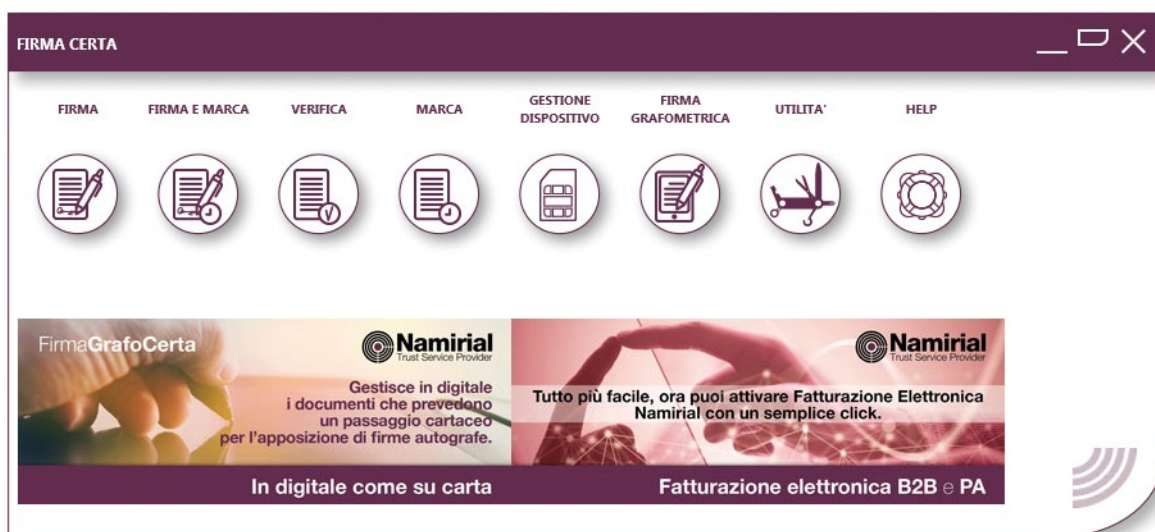 FIRMA CERTA
FIRMA
FIRMA E MARCA
VERIFICA
MARCA
GESTIONE
DISPOSITIVO
FIRMA
GRAFOMETRICA
UTILITA'
HELP
FirmaGrafoCerta
Namirial
Trust Service Provider
Gestisce in digitale
i documenti che prevedono
un passaggio cartaceo
per l'apposizione di firme autografe.
In digitale come su carta
Namirial
Trust Service Provider
Tutto più facile, ora puoi attivare Fatturazione Elettronica
Namirial con un semplice click.
Fatturazione elettronica B2B e PA